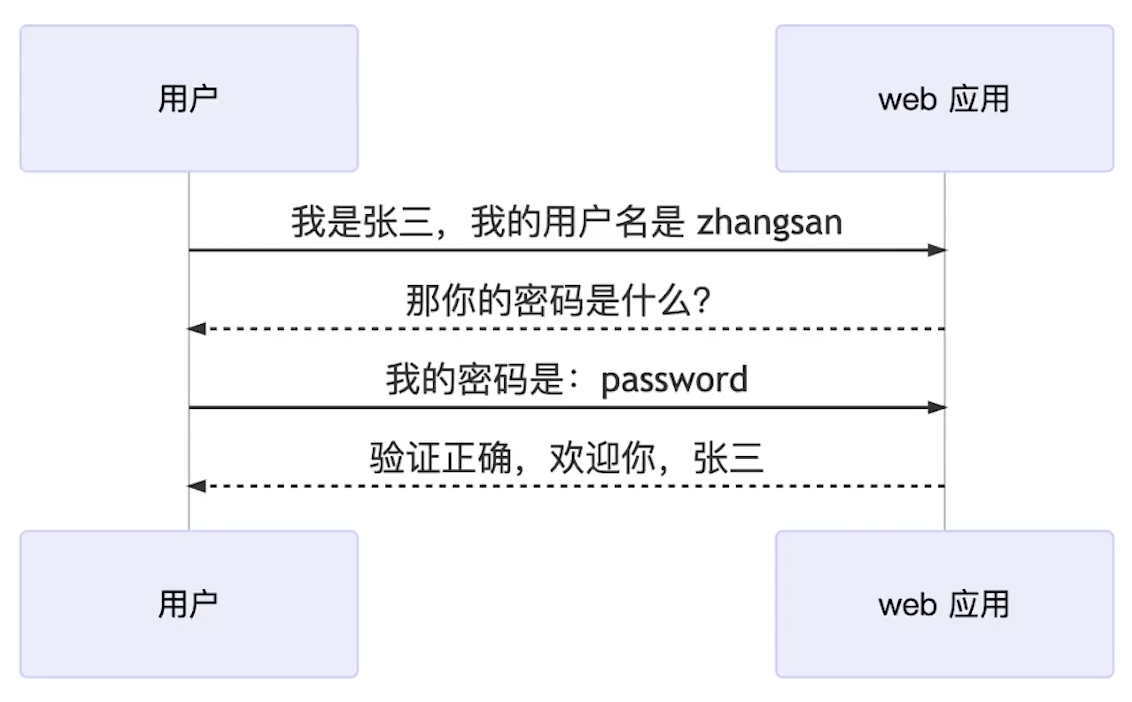 用户
web 应用
我是张三，我的用户名是 zhangsan
那你的密码是什么？
我的密码是：password
验证正确，欢迎你，张三
用户
web 应用